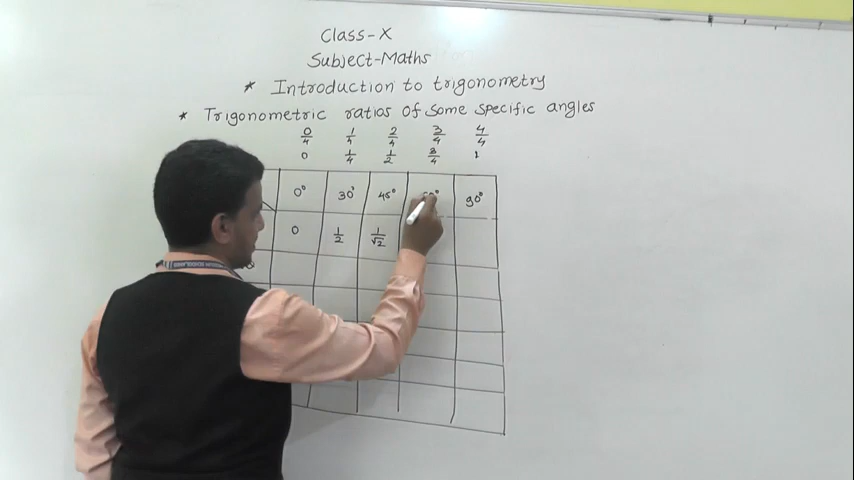 Class-X
Subject-Maths
* Introduction to trigonometry
* Trigonometric ratios of some specific angles
0/4 1/4 2/4 3/4 4/4
0 1/4 1/2 3/4 1
0° 30° 45° 90°
0 1/2 1/√2